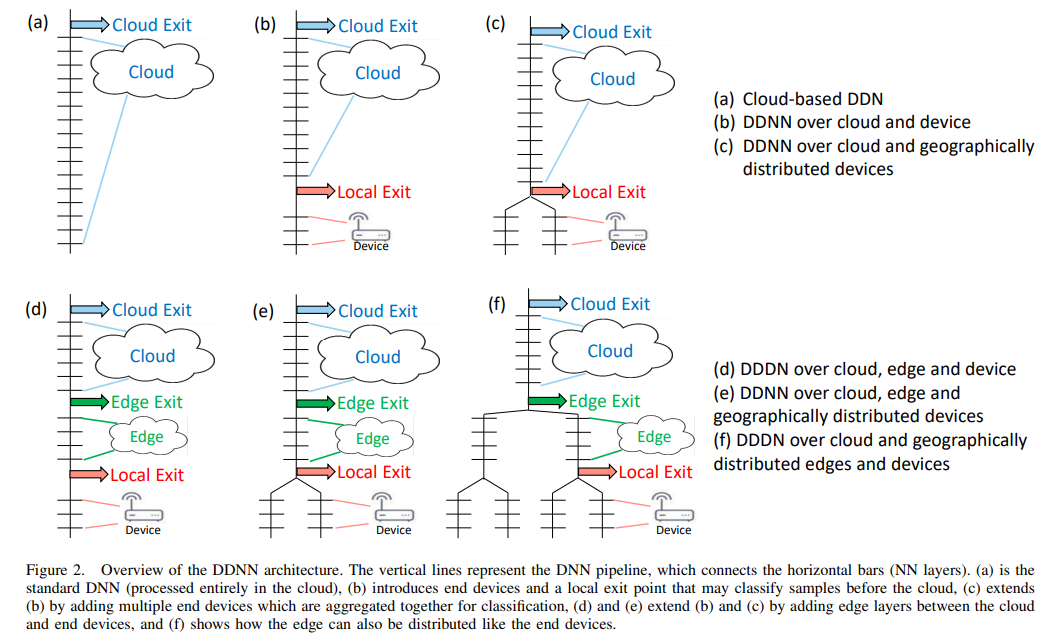 (a)
Cloud Exit
Cloud
(b)
Cloud Exit
Cloud
Local Exit
Device
(c)
Cloud Exit
Cloud
Local Exit
Device
(a) Cloud-based DDN
(b) DDNN over cloud and device
(c) DDNN over cloud and geographically
distributed devices
(d)
Cloud Exit
Cloud
Edge Exit
Edge
Local Exit
Device
(e)
Cloud Exit
Cloud
Edge Exit
Edge
Local Exit
Device
(f)
Cloud Exit
Cloud
Edge Exit
Edge
Local Exit
Device
(d) DDDN over cloud, edge and device
(e) DDNN over cloud, edge and
geographically distributed devices
(f) DDDN over cloud and geographically
distributed edges and devices
Figure 2. Overview of the DDNN architecture. The vertical lines represent the DNN pipeline, which connects the horizontal bars (NN layers). (a) is the
standard DNN (processed entirely in the cloud), (b) introduces end devices and a local exit point that may classify samples before the cloud, (c) extends
(b) by adding multiple end devices which are aggregated together for classification, (d) and (e) extend (b) and (c) by adding edge layers between the cloud
and end devices, and (f) shows how the edge can also be distributed like the end devices.